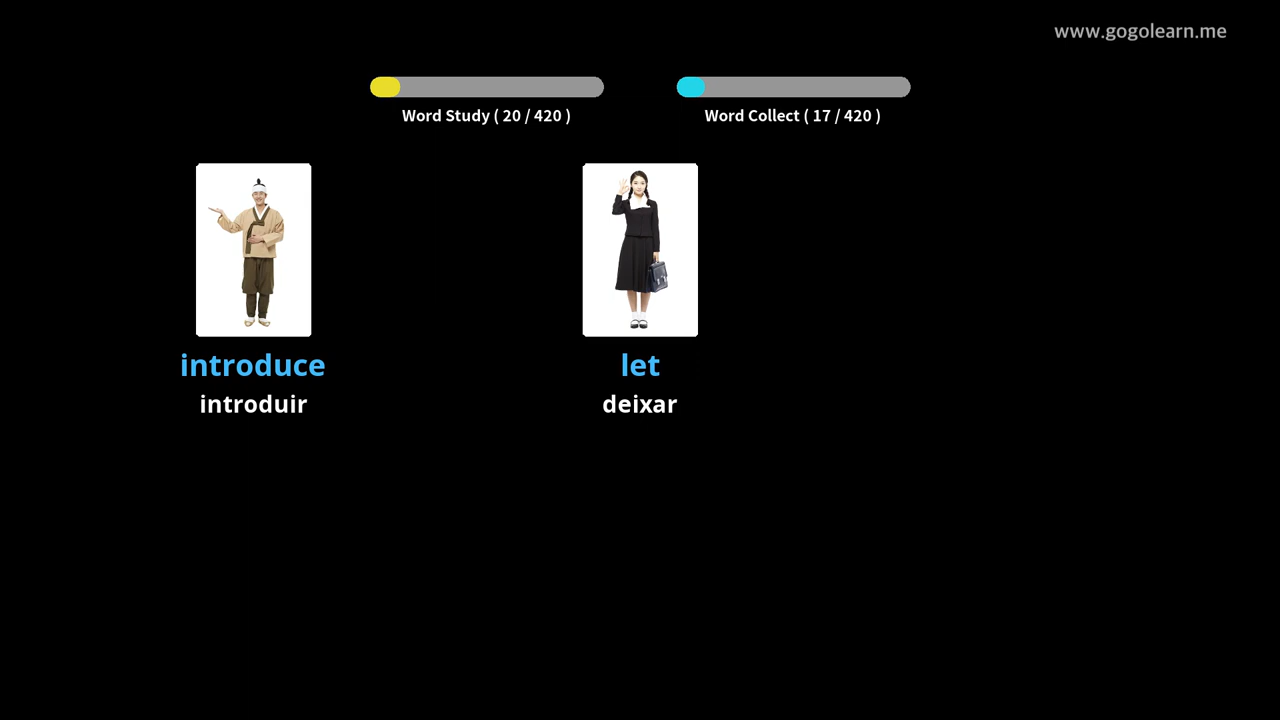 www.gogolearn.me
Word Study ( 20 / 420 )
Word Collect ( 17 / 420 )
introduce
introduir
let
deixar